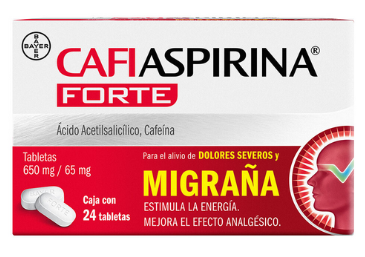 BAYER
BAYER
CAFIASPIRINA®
FORTE
Ácido Acetilsalicílico, Cafeína
Tabletas
650 mg / 65 mg
Caja con
24 tabletas
Para el alivio de DOLORES SEVEROS y
MIGRAÑA
ESTIMULA LA ENERGÍA.
MEJORA EL EFECTO ANALGÉSICO.